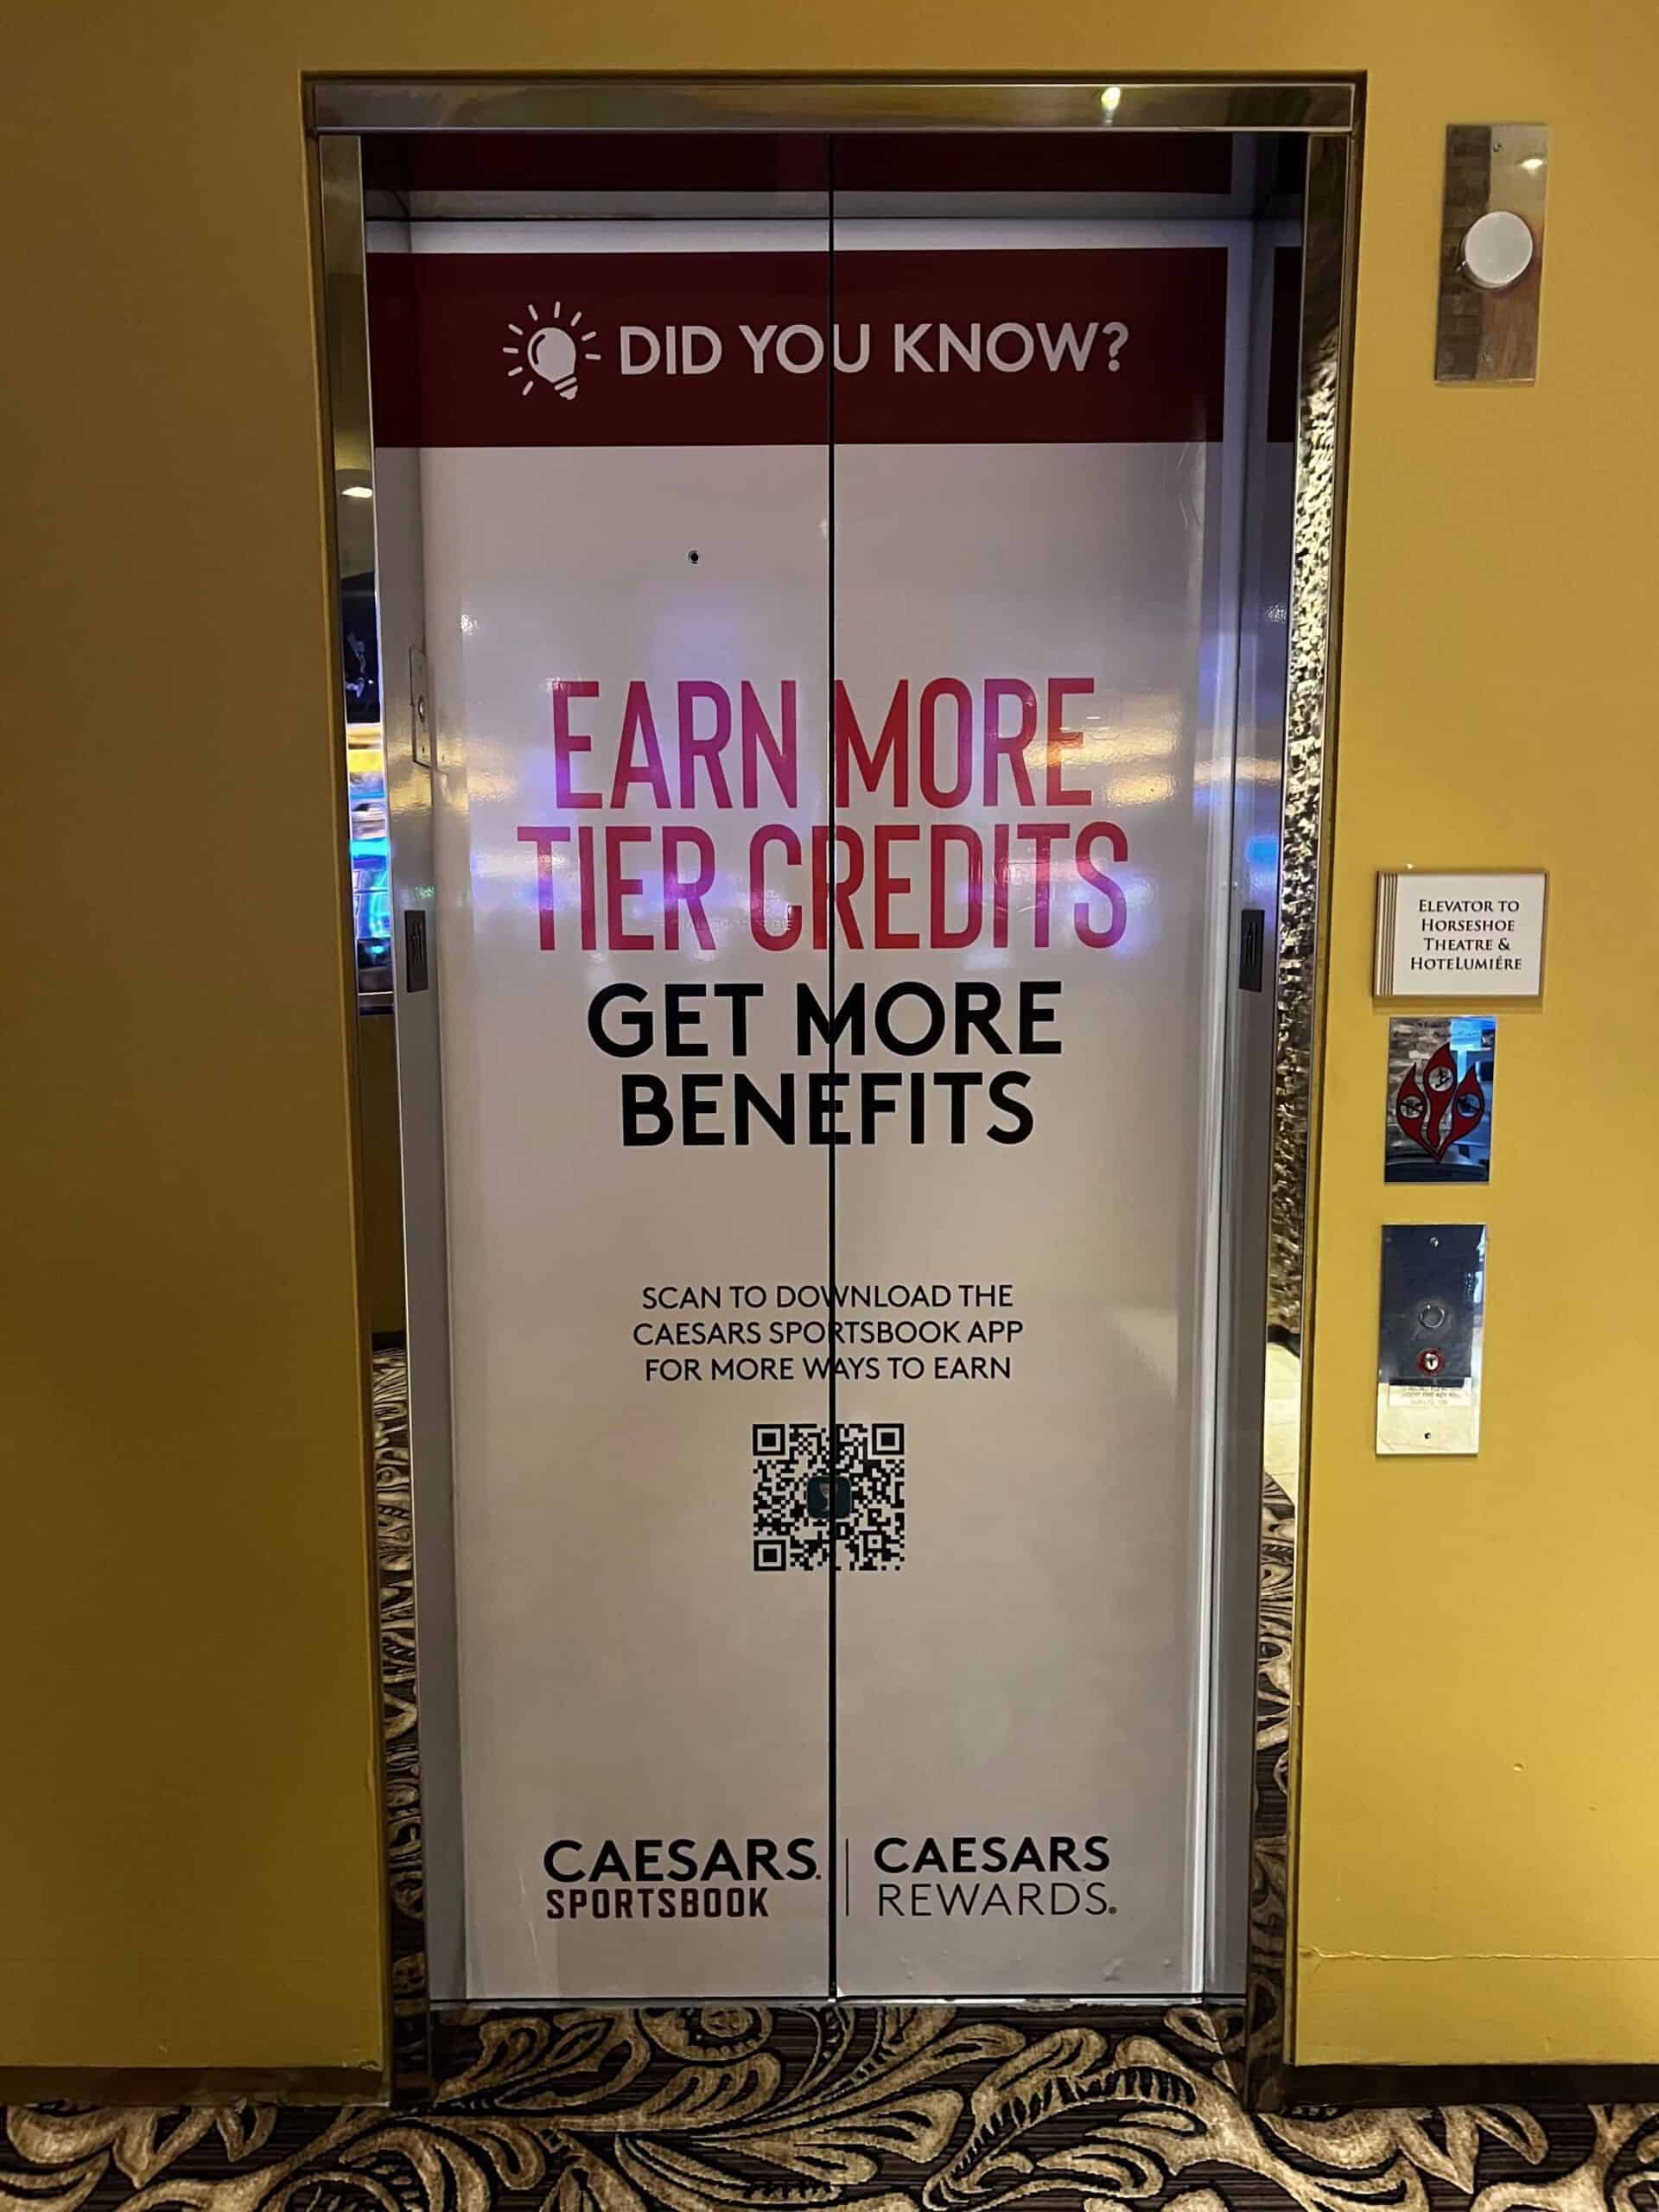 DID YOU KNOW?
EARN MORE
TIER CREDITS
GET MORE
BENEFITS
SCAN TO DOWNLOAD THE
CAESARS SPORTSBOOK APP
FOR MORE WAYS TO EARN
CAESARS.
SPORTSBOOK
CAESARS
REWARDS.
ELEVATOR TO
HORSESHOE
THEATRE &
HOTELUMIÉRE